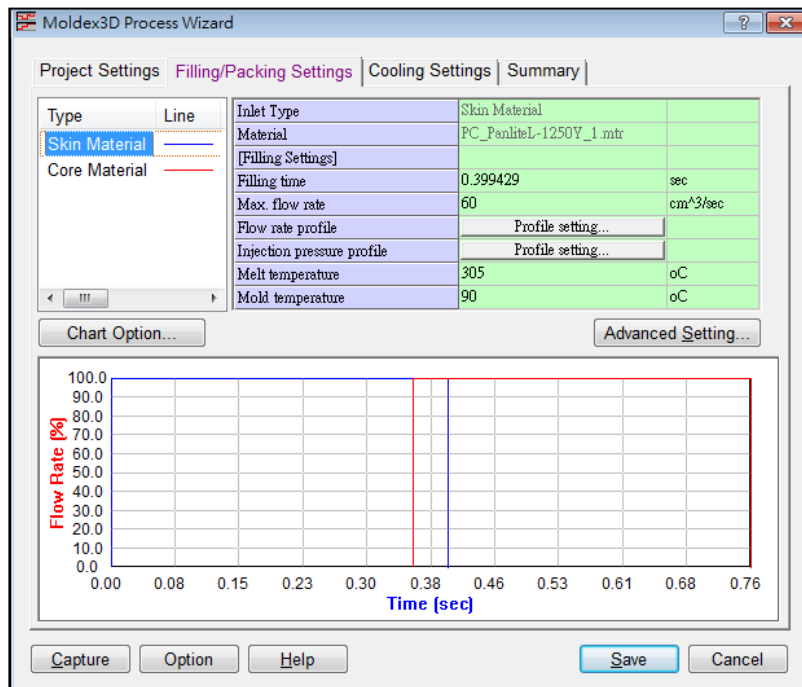 Moldex3D Process Wizard
Project Settings Filling/Packing Settings Cooling Settings Summary
Type Line
Skin Material
Core Material
Inlet Type Skin Material
Material PC_PanliteL-1250Y_1.mtr
[Filling Settings]
Filling time 0.399429 sec
Max. flow rate 60 cm^3/sec
Flow rate profile Profile setting...
Injection pressure profile Profile setting...
Melt temperature 305 oC
Mold temperature 90 oC
Chart Option... Advanced Setting...
Flow Rate (%)
100.0
90.0
80.0
70.0
60.0
50.0
40.0
30.0
20.0
10.0
0.0
0.00 0.08 0.15 0.23 0.30 0.38 0.46 0.53 0.61 0.68 0.76
Time (sec)
Capture Option Help Save Cancel